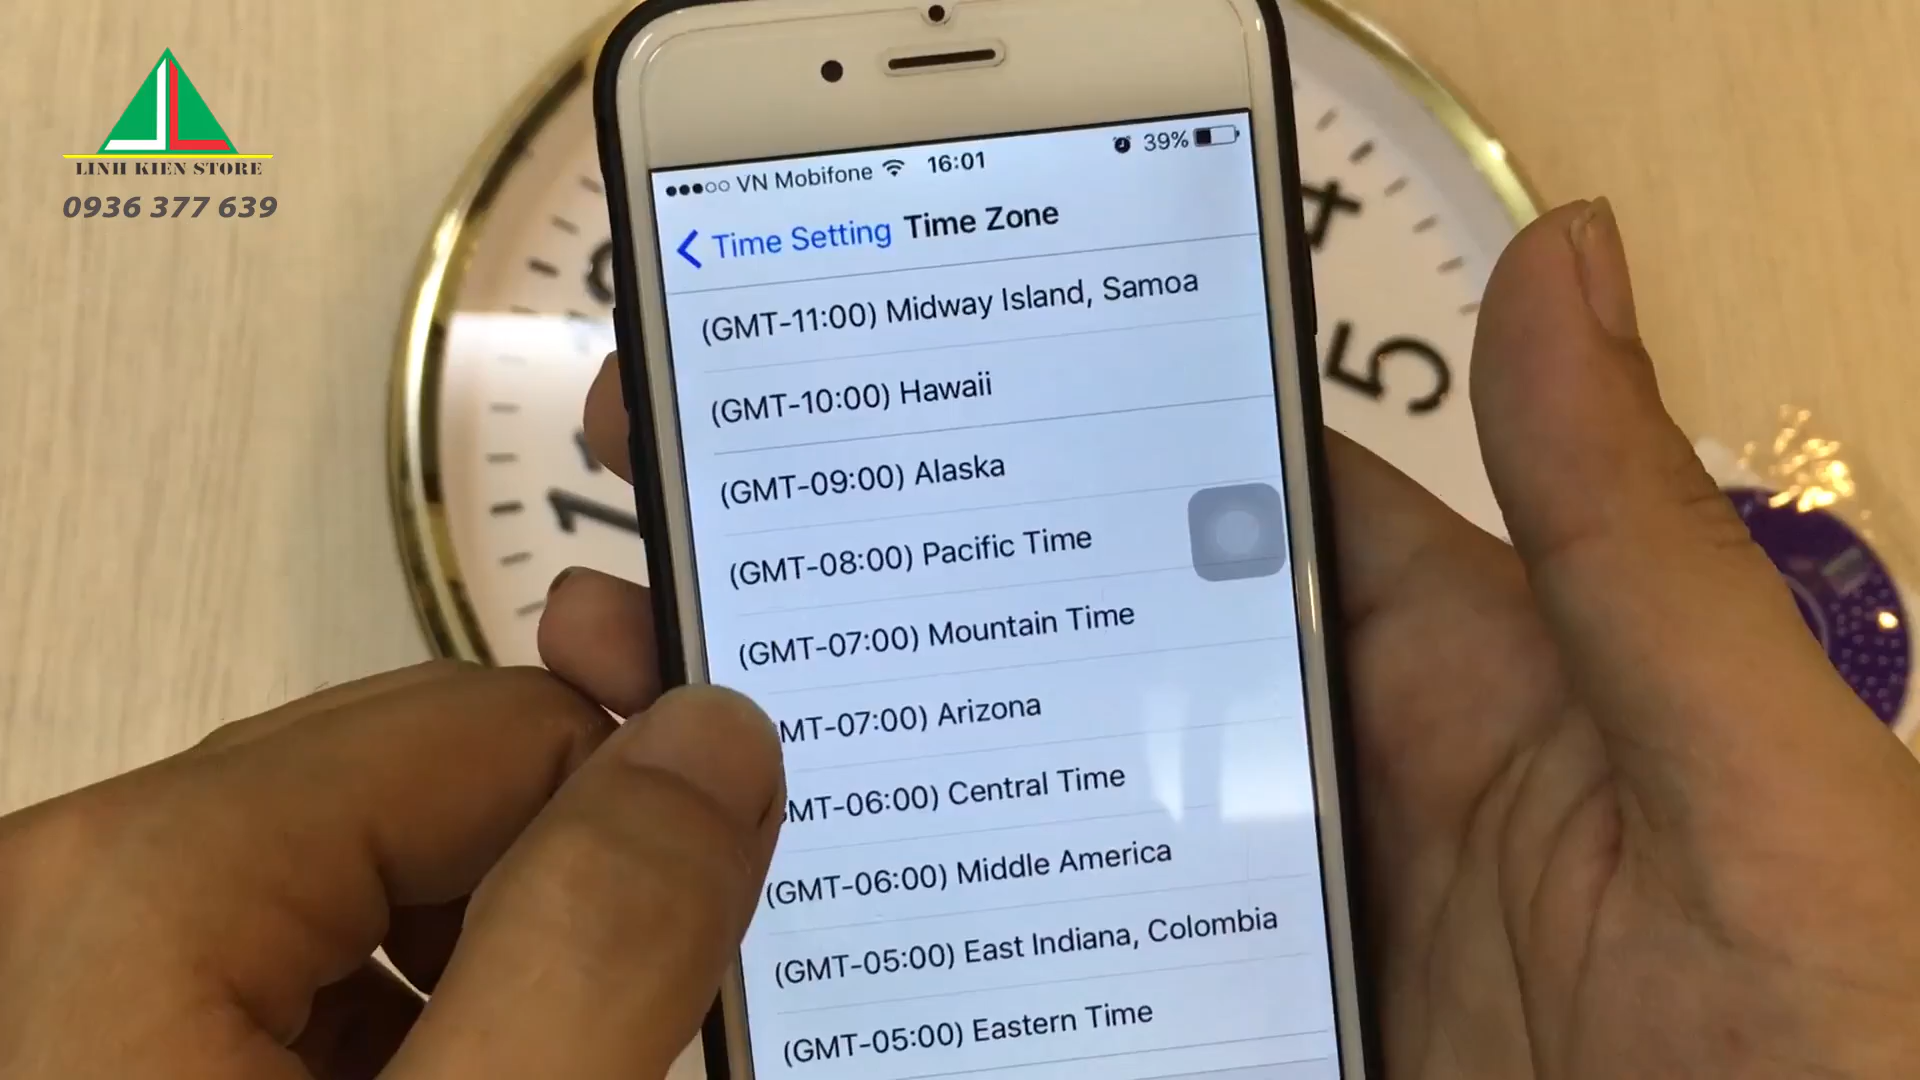 LINH KIEN STORE
0936 377 639
VN Mobifone 16:01 39%
Time Setting Time Zone
(GMT-11:00) Midway Island, Samoa
(GMT-10:00) Hawaii
(GMT-09:00) Alaska
(GMT-08:00) Pacific Time
(GMT-07:00) Mountain Time
MT-07:00) Arizona
MT-06:00) Central Time
(GMT-06:00) Middle America
(GMT-05:00) East Indiana, Colombia
(GMT-05:00) Eastern Time
4
5
1